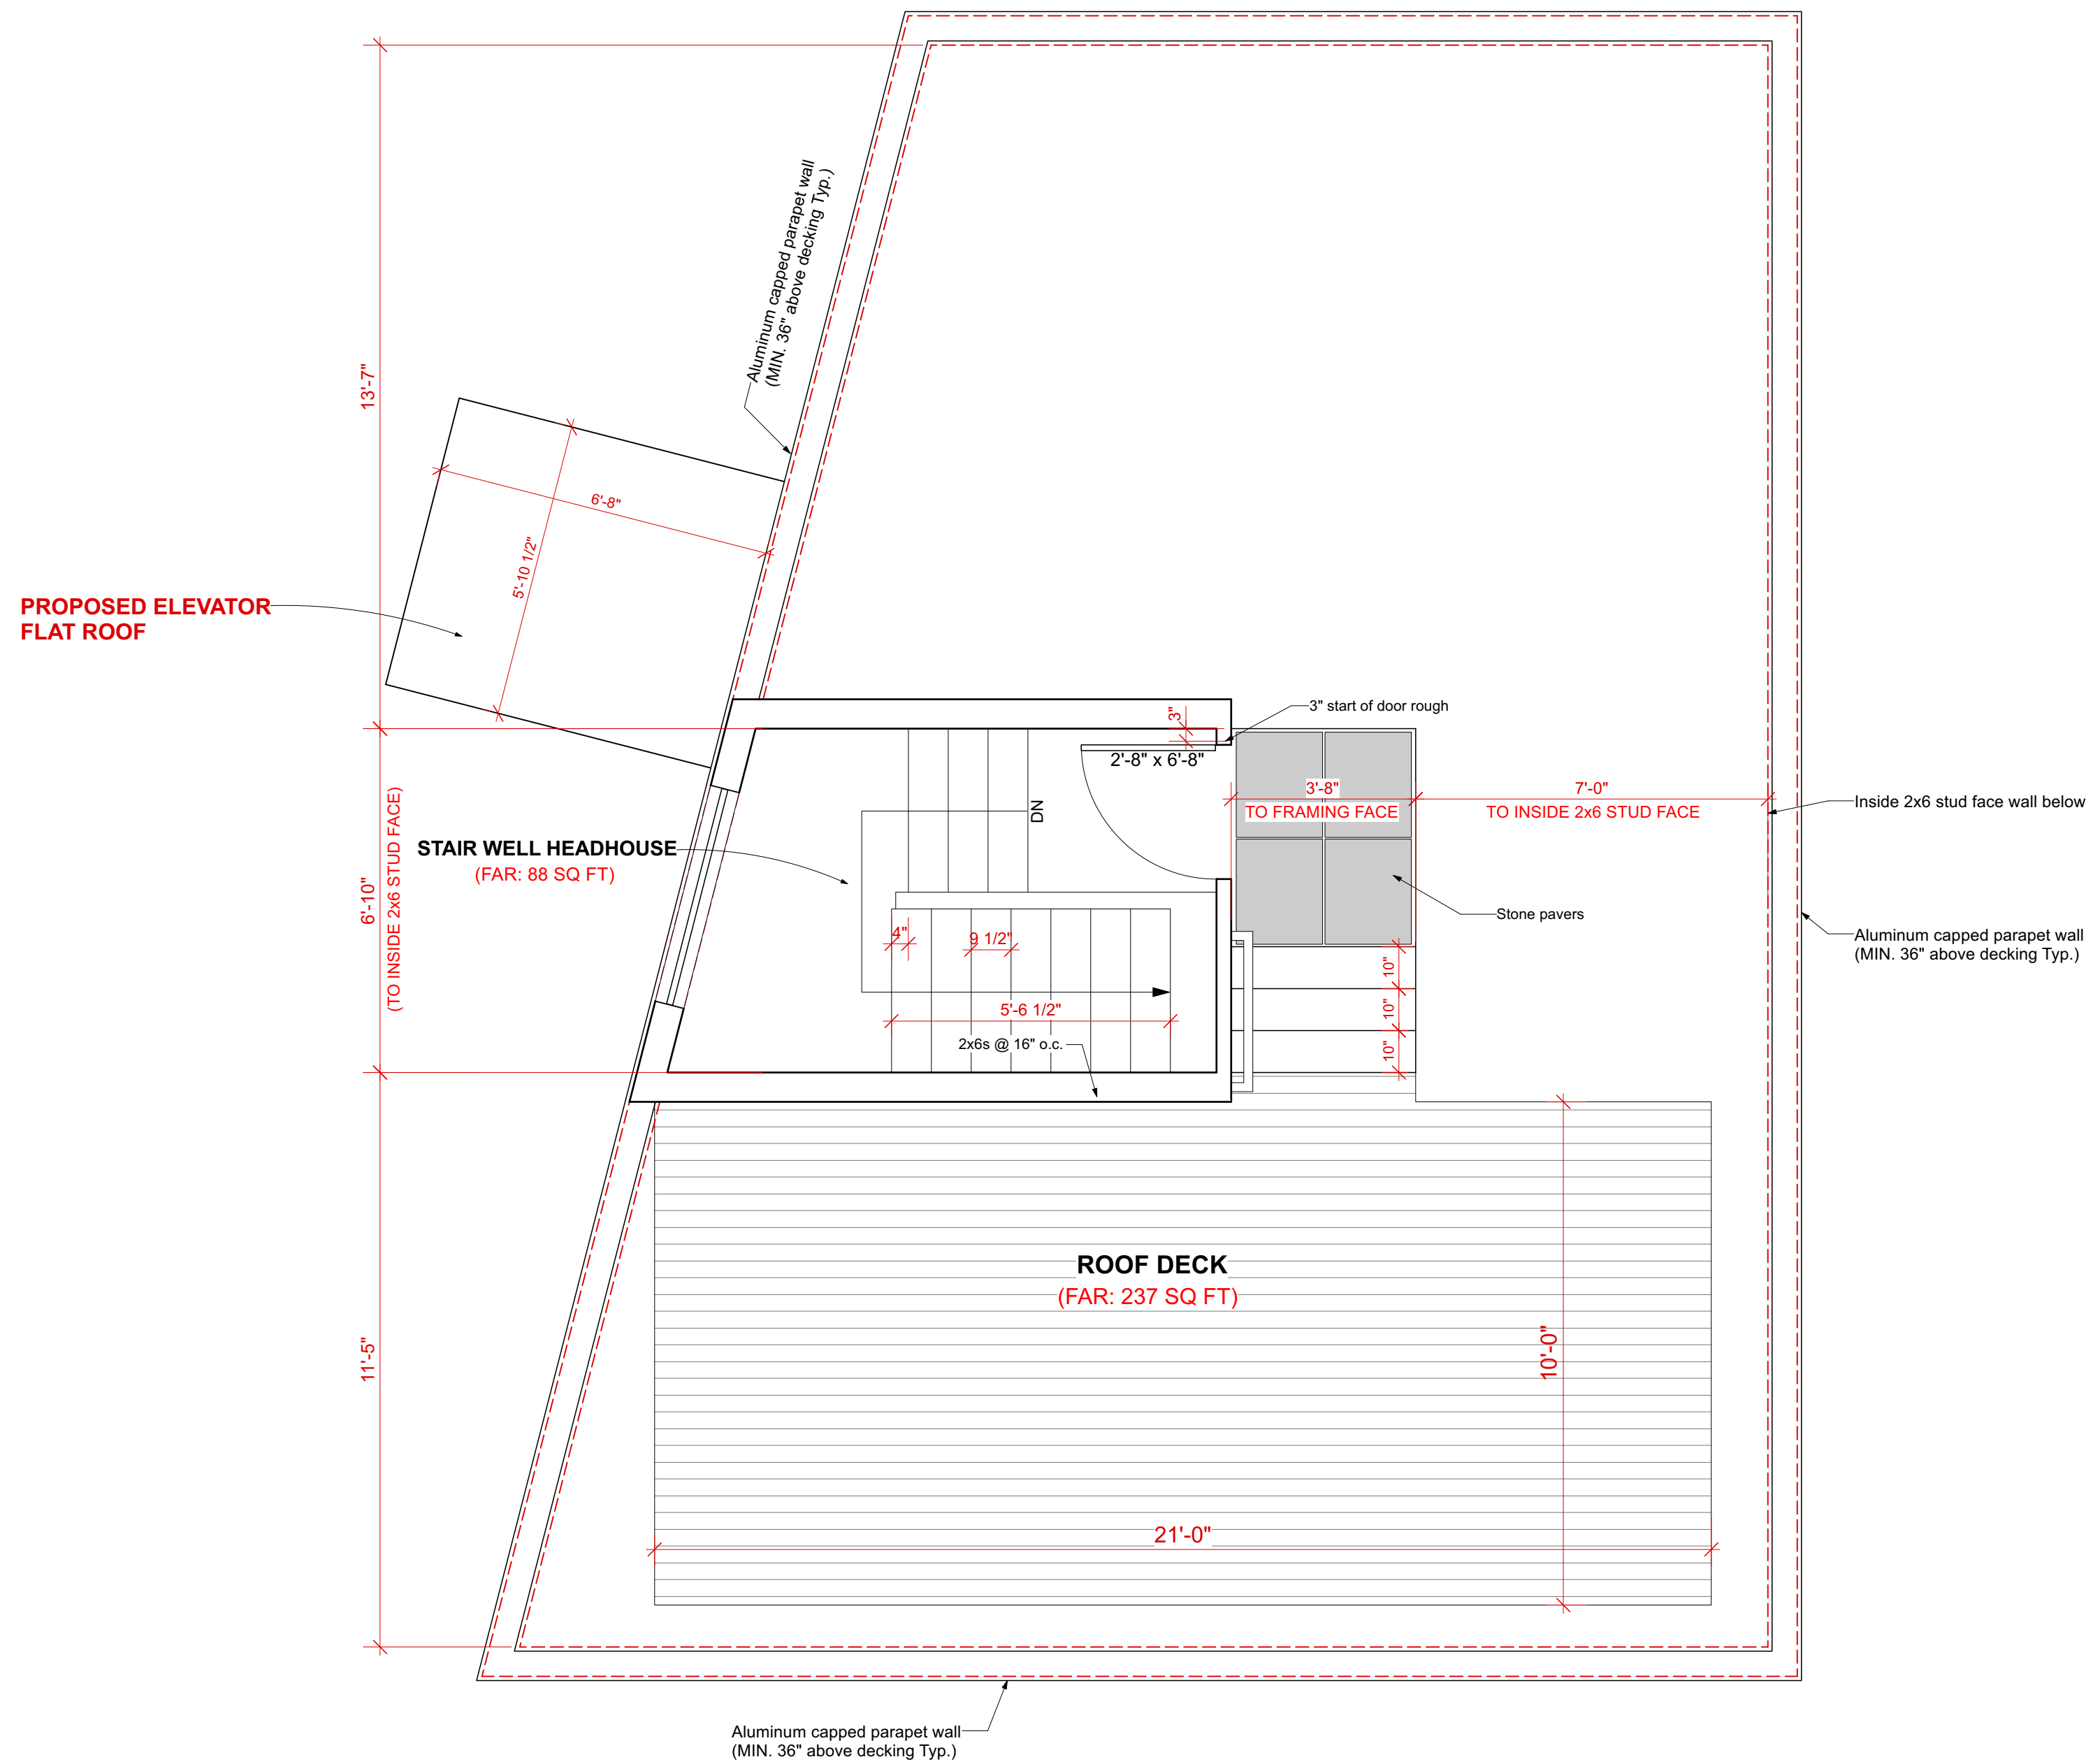 Aluminum capped parapet wall
(MIN. 36" above decking Typ.)
13'-7"
6'-8"
5'-10 1/2"
PROPOSED ELEVATOR
FLAT ROOF
3" start of door rough
3"
2'-8" x 6'-8"
3'-8"
TO FRAMING FACE
7'-0"
TO INSIDE 2x6 STUD FACE
Inside 2x6 stud face wall below
DN
STAIR WELL HEADHOUSE
(FAR: 88 SQ FT)
6'-10"
(TO INSIDE 2x6 STUD FACE)
Stone pavers
4"
9 1/2"
Aluminum capped parapet wall
(MIN. 36" above decking Typ.)
10"
10"
10"
5'-6 1/2"
2x6s @ 16" o.c.
ROOF DECK
(FAR: 237 SQ FT)
11'-5"
10'-0"
21'-0"
Aluminum capped parapet wall
(MIN. 36" above decking Typ.)